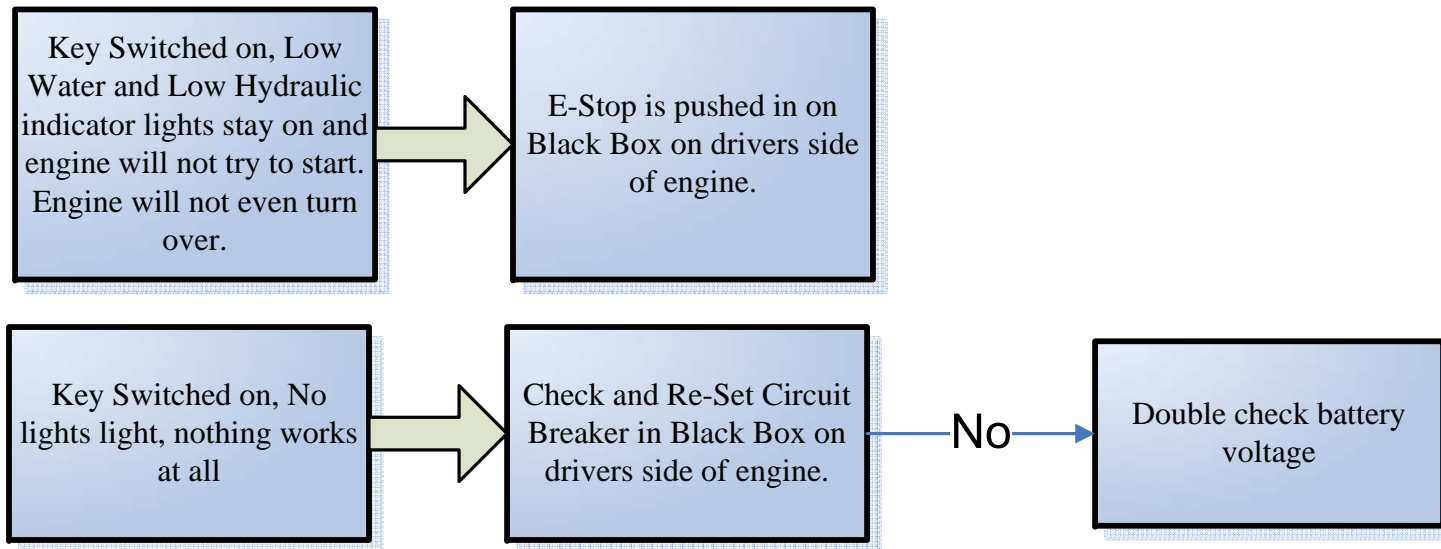 Key Switched on, Low
Water and Low Hydraulic
indicator lights stay on and
engine will not try to start.
Engine will not even turn
over.
E-Stop is pushed in on
Black Box on drivers side
of engine.
Key Switched on, No
lights light, nothing works
at all
Check and Re-Set Circuit
Breaker in Black Box on
drivers side of engine.
No
Double check battery
voltage